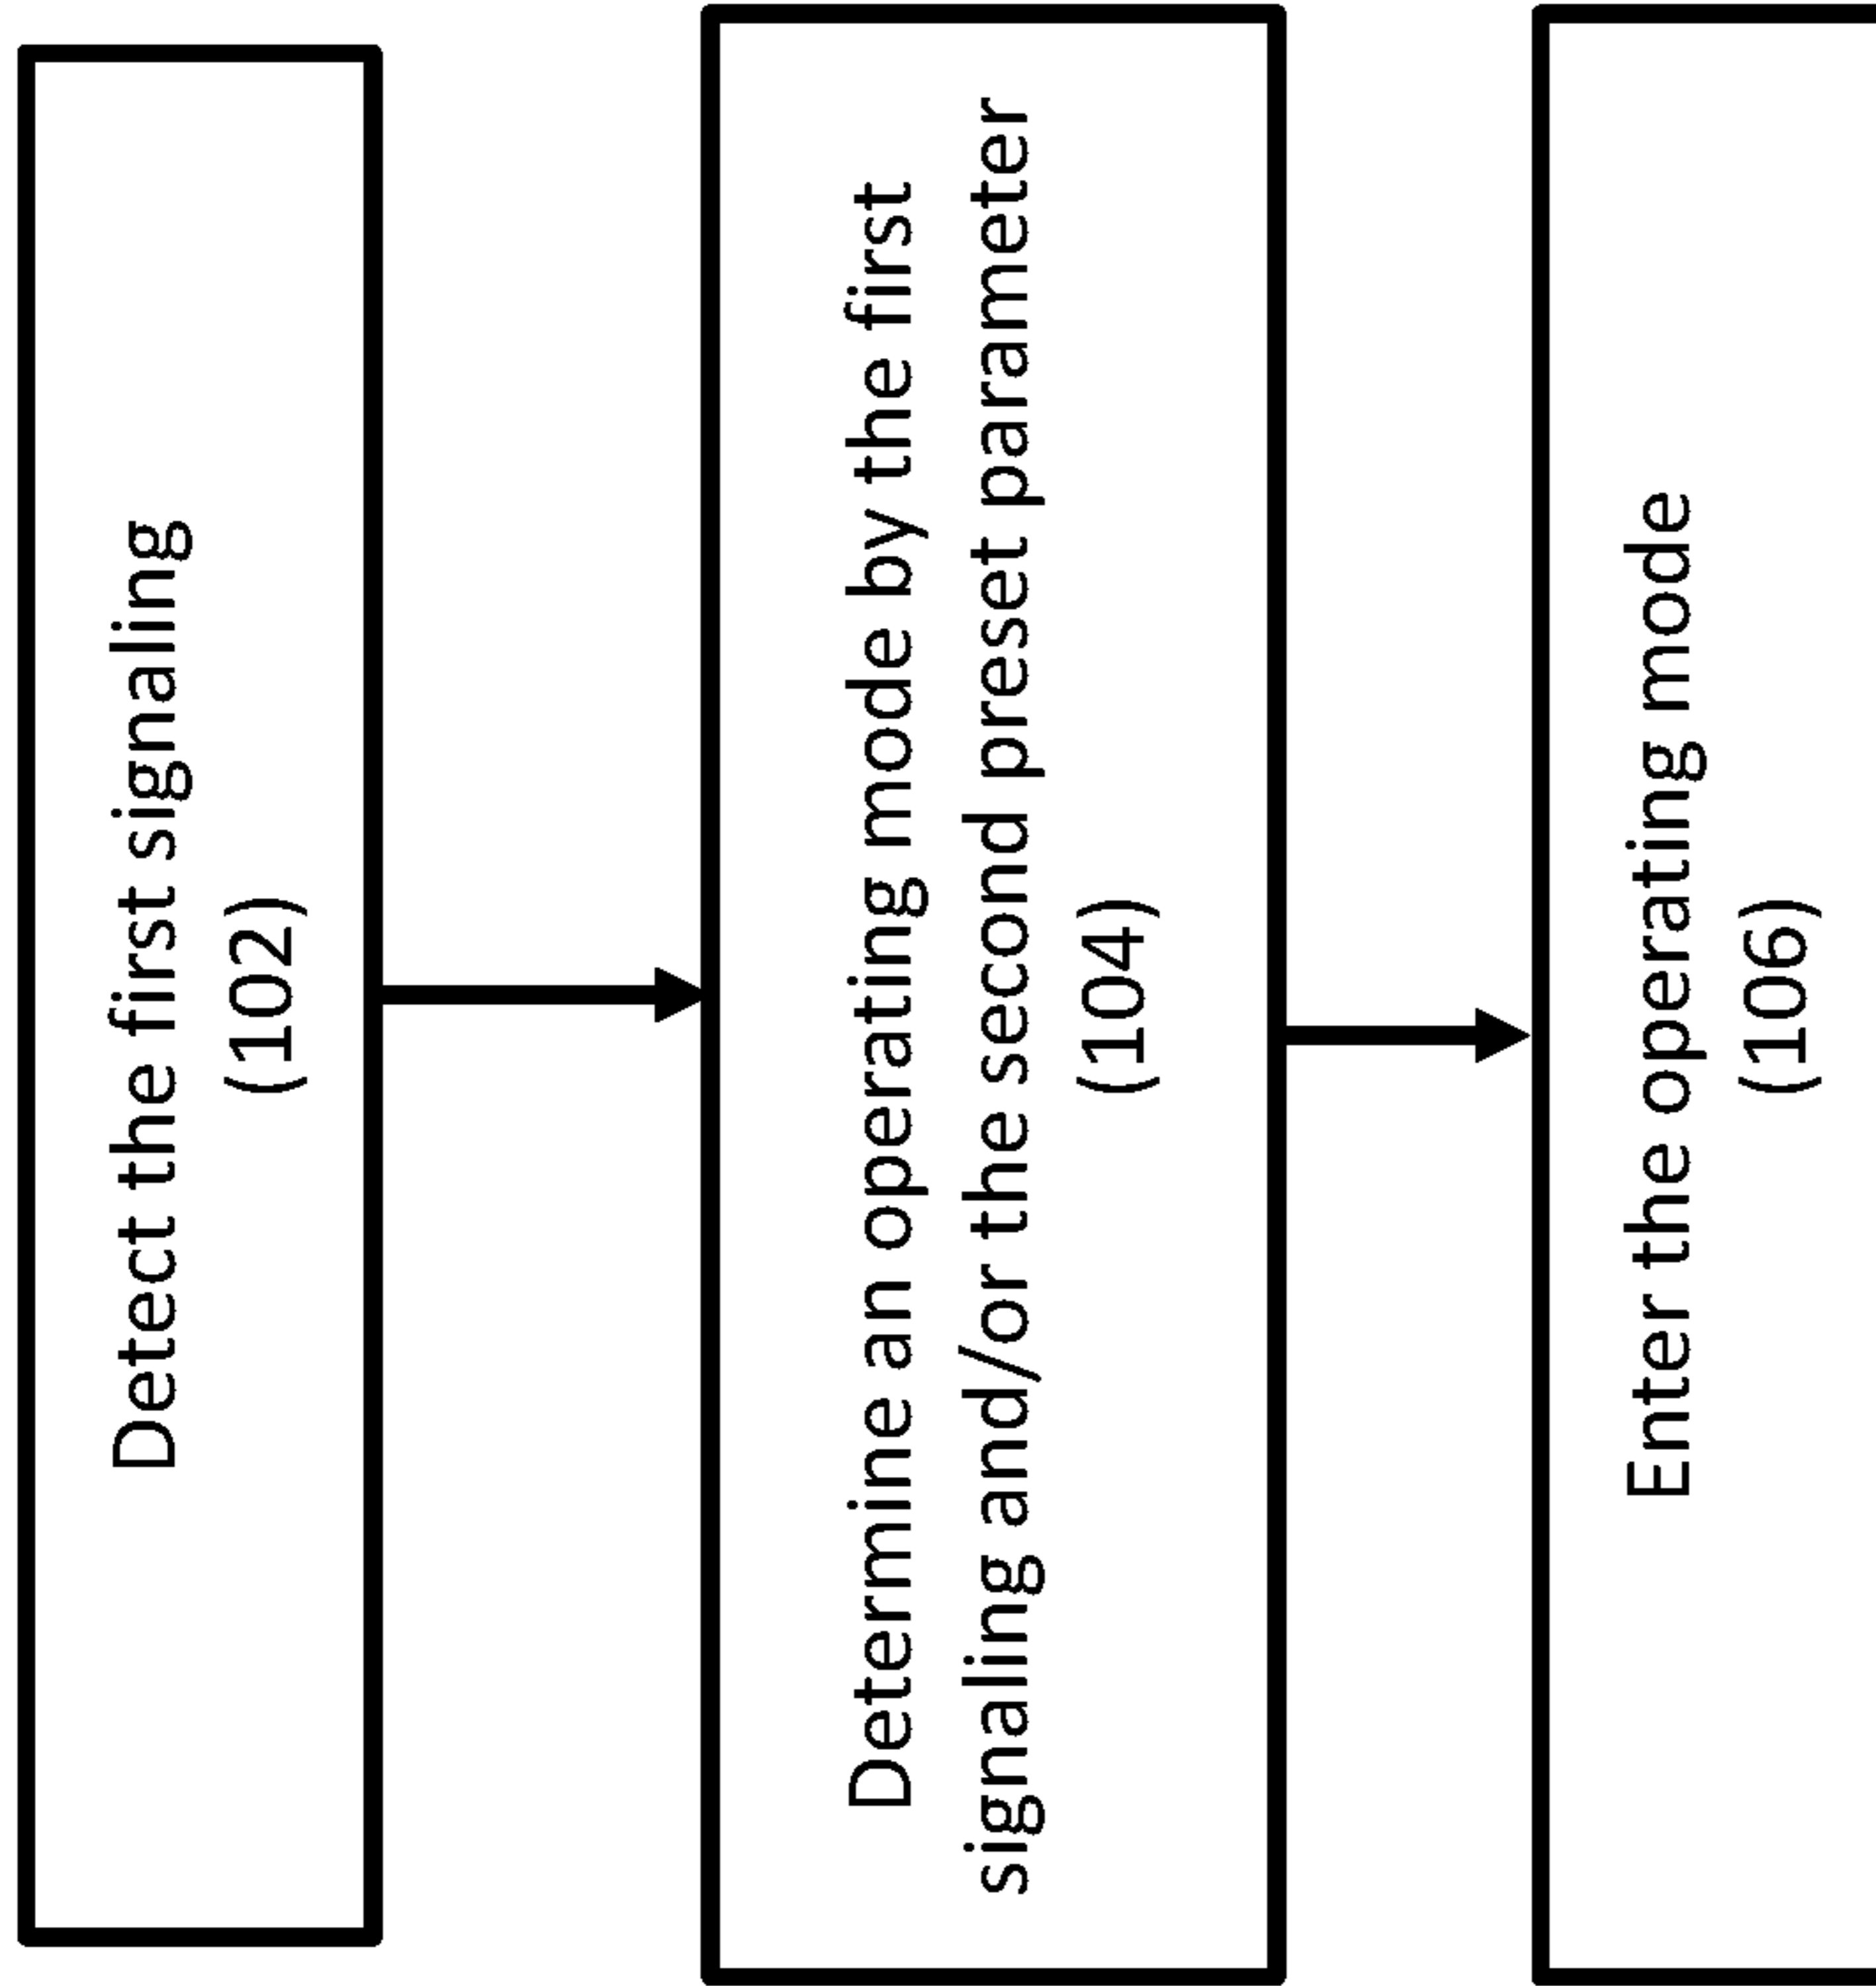 Detect the first signaling
(102)
Determine an operating mode by the first
signaling and/or the second preset parameter
(104)
Enter the operating mode
(106)